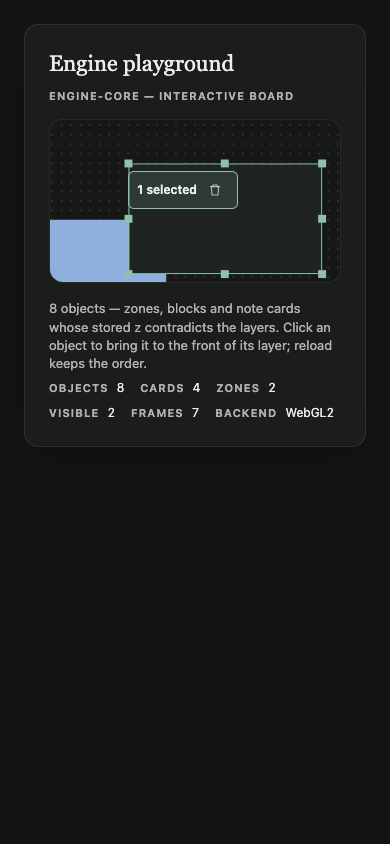 Engine playground
ENGINE-CORE — INTERACTIVE BOARD
1 selected
8 objects — zones, blocks and note cards
whose stored z contradicts the layers. Click an
object to bring it to the front of its layer; reload
keeps the order.
OBJECTS 8 CARDS 4 ZONES 2
VISIBLE 2 FRAMES 7 BACKEND WebGL2